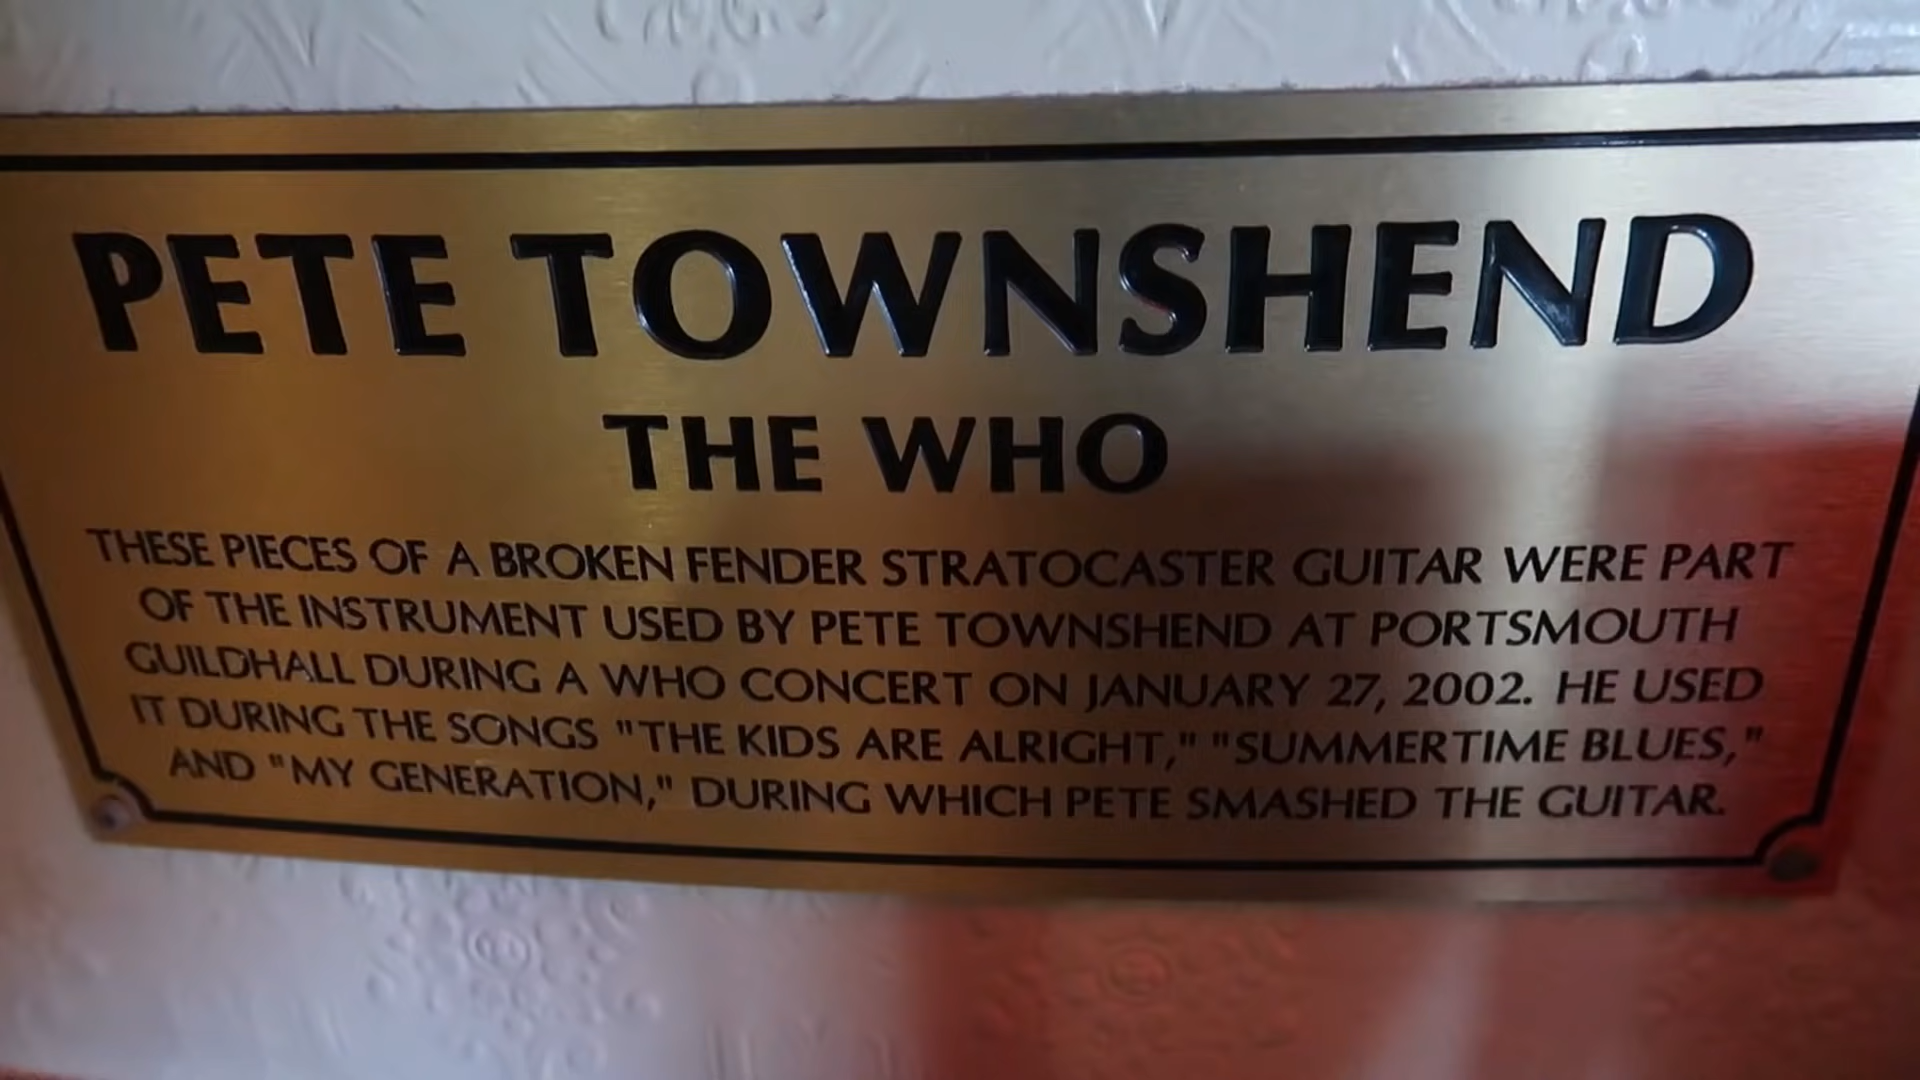 PETE TOWNSHEND
THE WHO
THESE PIECES OF A BROKEN FENDER STRATOCASTER GUITAR WERE PART
OF THE INSTRUMENT USED BY PETE TOWNSHEND AT PORTSMOUTH
GUILDHALL DURING A WHO CONCERT ON JANUARY 27, 2002. HE USED
IT DURING THE SONGS "THE KIDS ARE ALRIGHT," "SUMMERTIME BLUES,"
AND "MY GENERATION," DURING WHICH PETE SMASHED THE GUITAR.